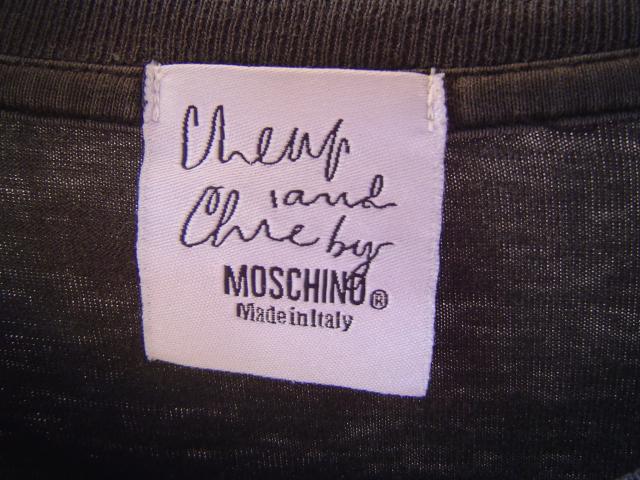 Cheap
and
Chic by
MOSCHINO®
Made in Italy